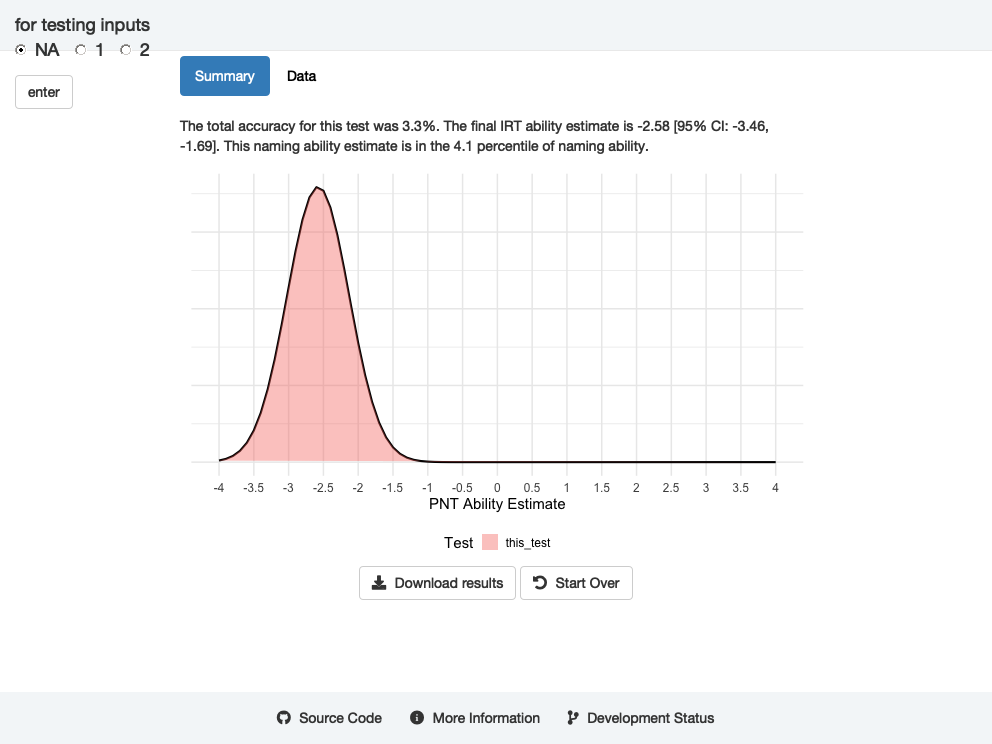 for testing inputs
NA 1 2
enter
Summary Data
The total accuracy for this test was 3.3%. The final IRT ability estimate is -2.58 [95% CI: -3.46,
-1.69]. This naming ability estimate is in the 4.1 percentile of naming ability.
-4 -3.5 -3 -2.5 -2 -1.5 -1 -0.5 0 0.5 1 1.5 2 2.5 3 3.5 4
PNT Ability Estimate
Test this_test
Download results Start Over
Source Code More Information Development Status